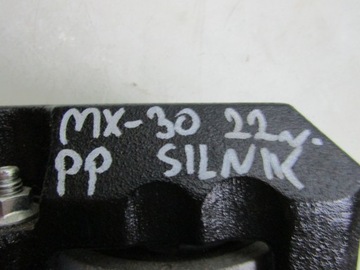 MX-30 22r.
PP SILNIK